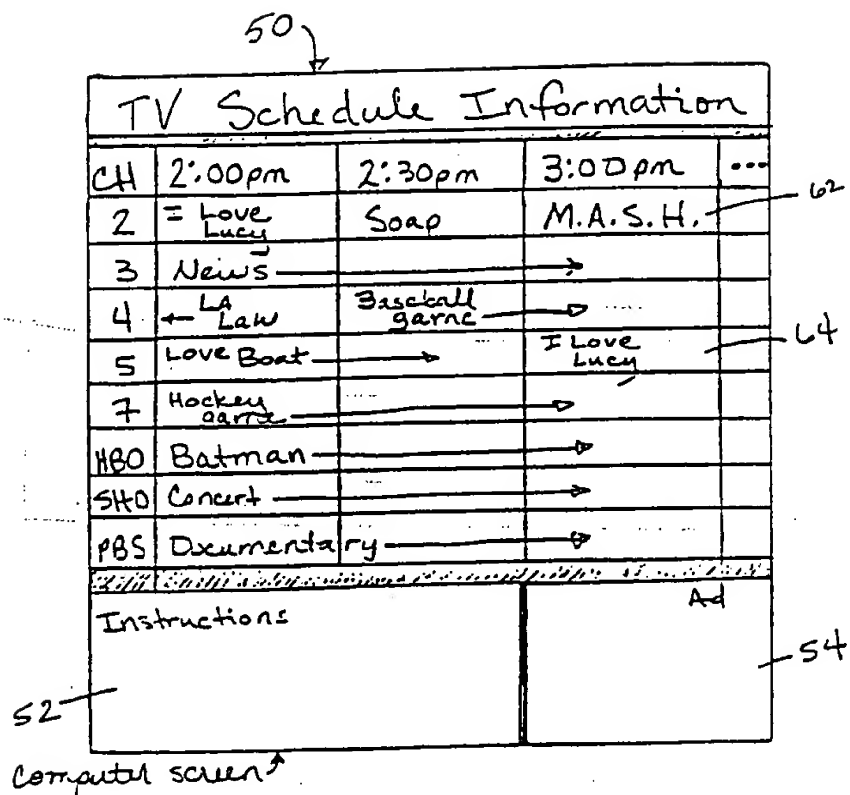 50
TV Schedule Information
CH 2:00pm 2:30pm 3:00pm ...
2 I Love Lucy Soap M.A.S.H. 62
3 News
4 LA Law Baseball game
5 Love Boat I Love Lucy 64
7 Hockey game
HBO Batman
SHO Concert
PBS Documentary
Instructions Ad
54
52
Computer screen